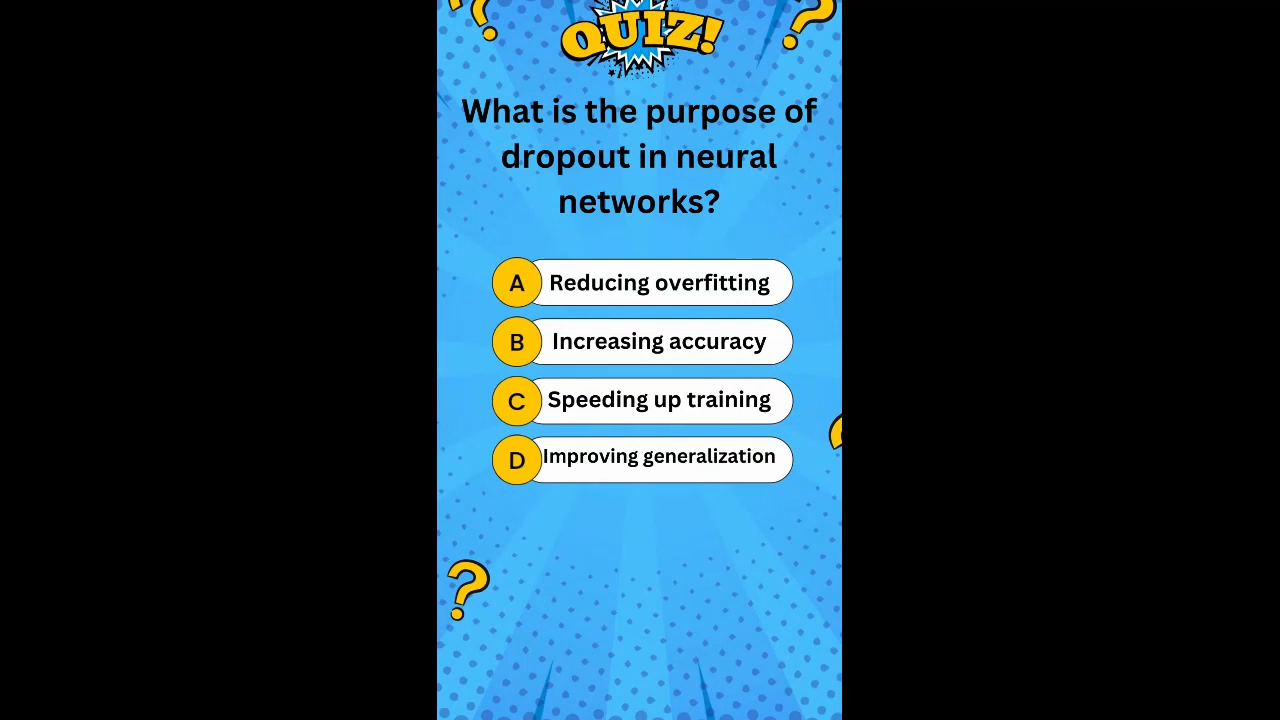 QUIZ!
What is the purpose of
dropout in neural
networks?
A Reducing overfitting
B Increasing accuracy
C Speeding up training
D Improving generalization